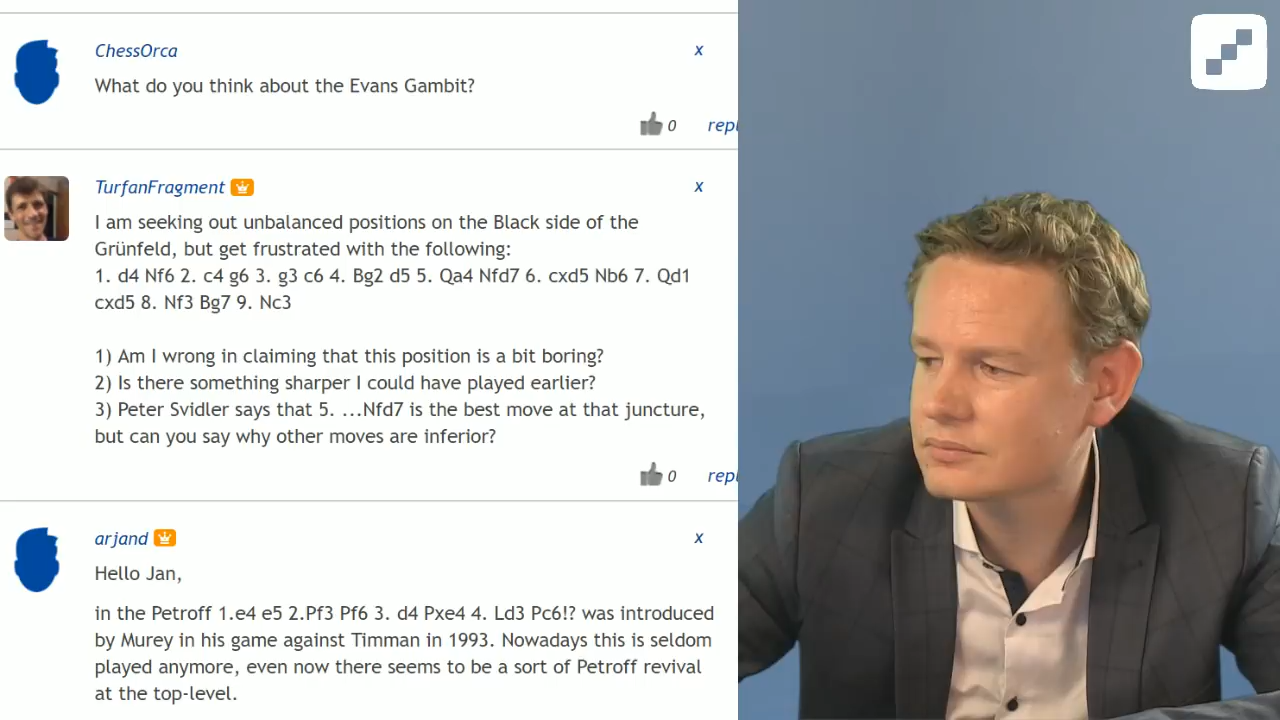 ChessOrca
x
What do you think about the Evans Gambit?
0
repl
TurfanFragment
x
I am seeking out unbalanced positions on the Black side of the
Grünfeld, but get frustrated with the following:
1. d4 Nf6 2. c4 g6 3. g3 c6 4. Bg2 d5 5. Qa4 Nfd7 6. cxd5 Nb6 7. Qd1
cxd5 8. Nf3 Bg7 9. Nc3
1) Am I wrong in claiming that this position is a bit boring?
2) Is there something sharper I could have played earlier?
3) Peter Svidler says that 5. ...Nfd7 is the best move at that juncture,
but can you say why other moves are inferior?
0
repl
arjand
x
Hello Jan,
in the Petroff 1.e4 e5 2.Pf3 Pf6 3. d4 Pxe4 4. Ld3 Pc6!? was introduced
by Murey in his game against Timman in 1993. Nowadays this is seldom
played anymore, even now there seems to be a sort of Petroff revival
at the top-level.